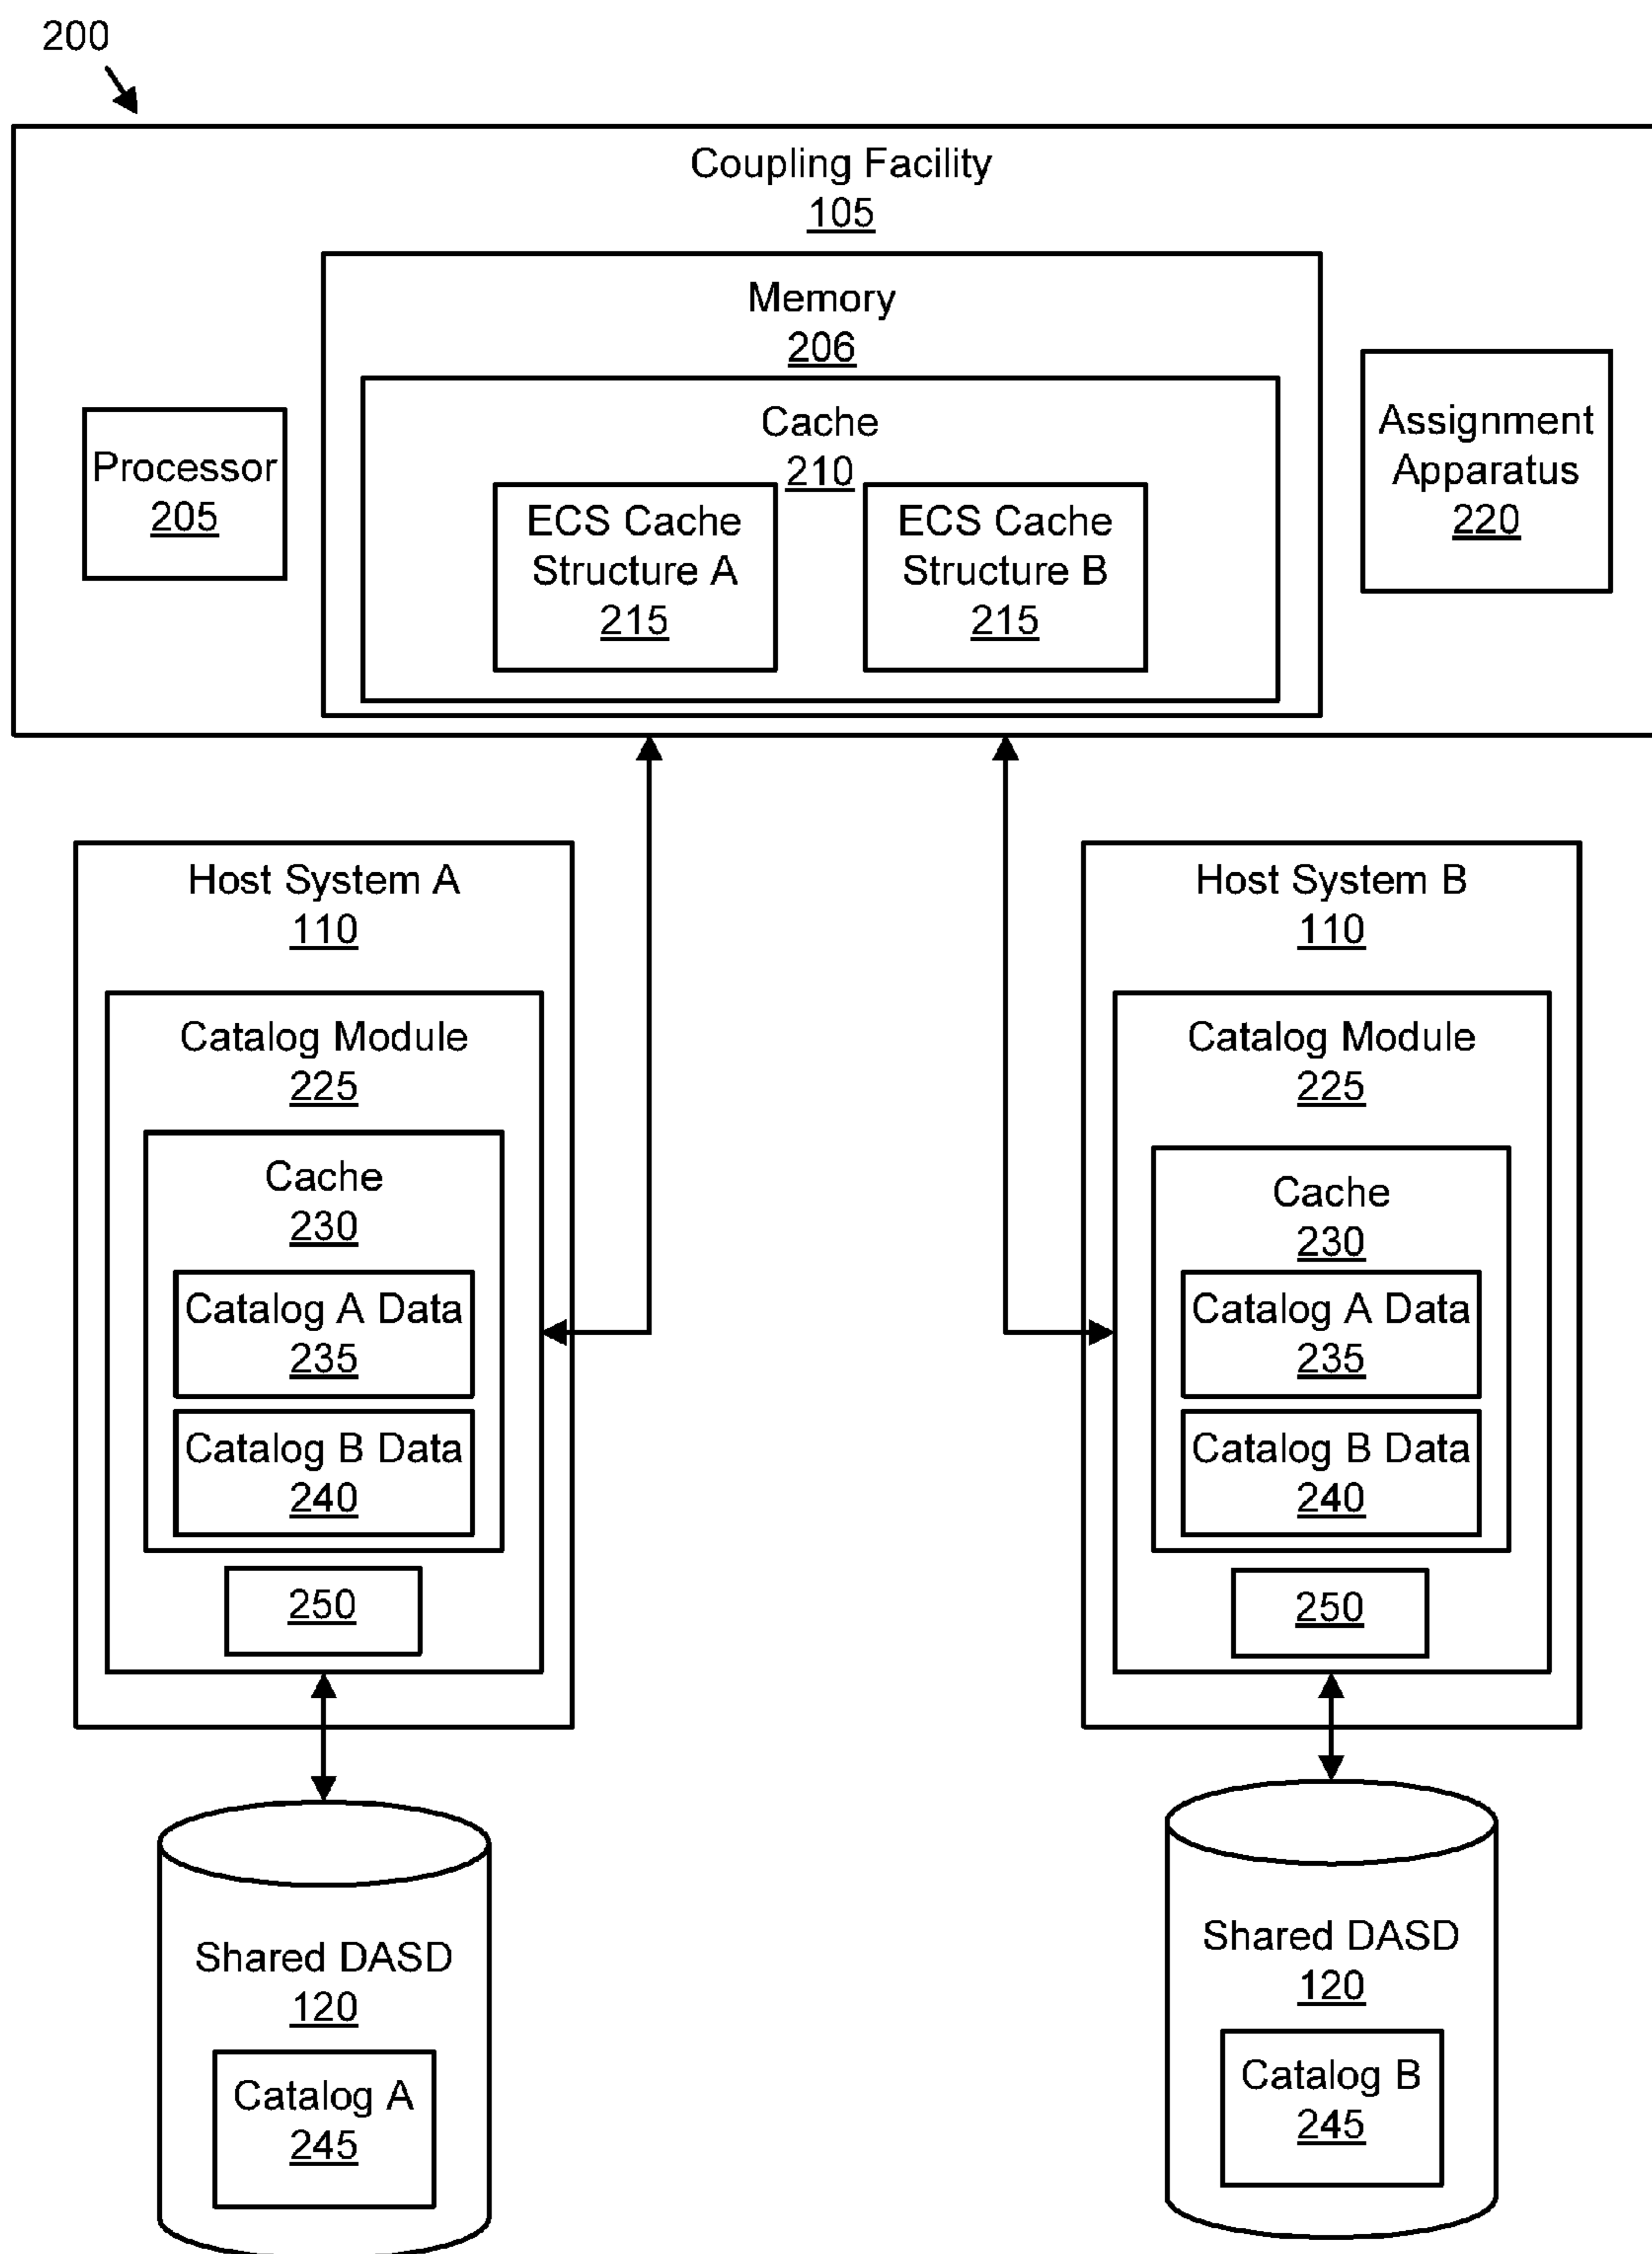 200
Coupling Facility
105
Memory
206
Cache
210
Processor
205
ECS Cache
Structure A
215
ECS Cache
Structure B
215
Assignment
Apparatus
220
Host System A
110
Catalog Module
225
Cache
230
Catalog A Data
235
Catalog B Data
240
250
Shared DASD
120
Catalog A
245
Host System B
110
Catalog Module
225
Cache
230
Catalog A Data
235
Catalog B Data
240
250
Shared DASD
120
Catalog B
245